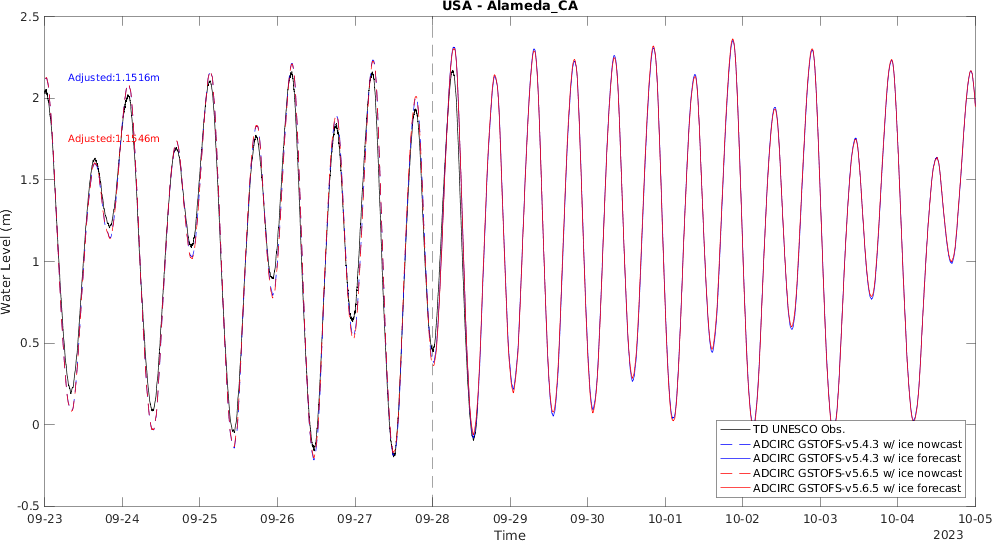 USA - Alameda_CA
2.5
2
1.5
1
0.5
0
-0.5
Water Level (m)
Adjusted:1.1516m
Adjusted:1.1546m
TD UNESCO Obs.
ADCIRC GSTOFS-v5.4.3 w/ ice nowcast
ADCIRC GSTOFS-v5.4.3 w/ ice forecast
ADCIRC GSTOFS-v5.6.5 w/ ice nowcast
ADCIRC GSTOFS-v5.6.5 w/ ice forecast
09-23 09-24 09-25 09-26 09-27 09-28 09-29 09-30 10-01 10-02 10-03 10-04 10-05
Time
2023